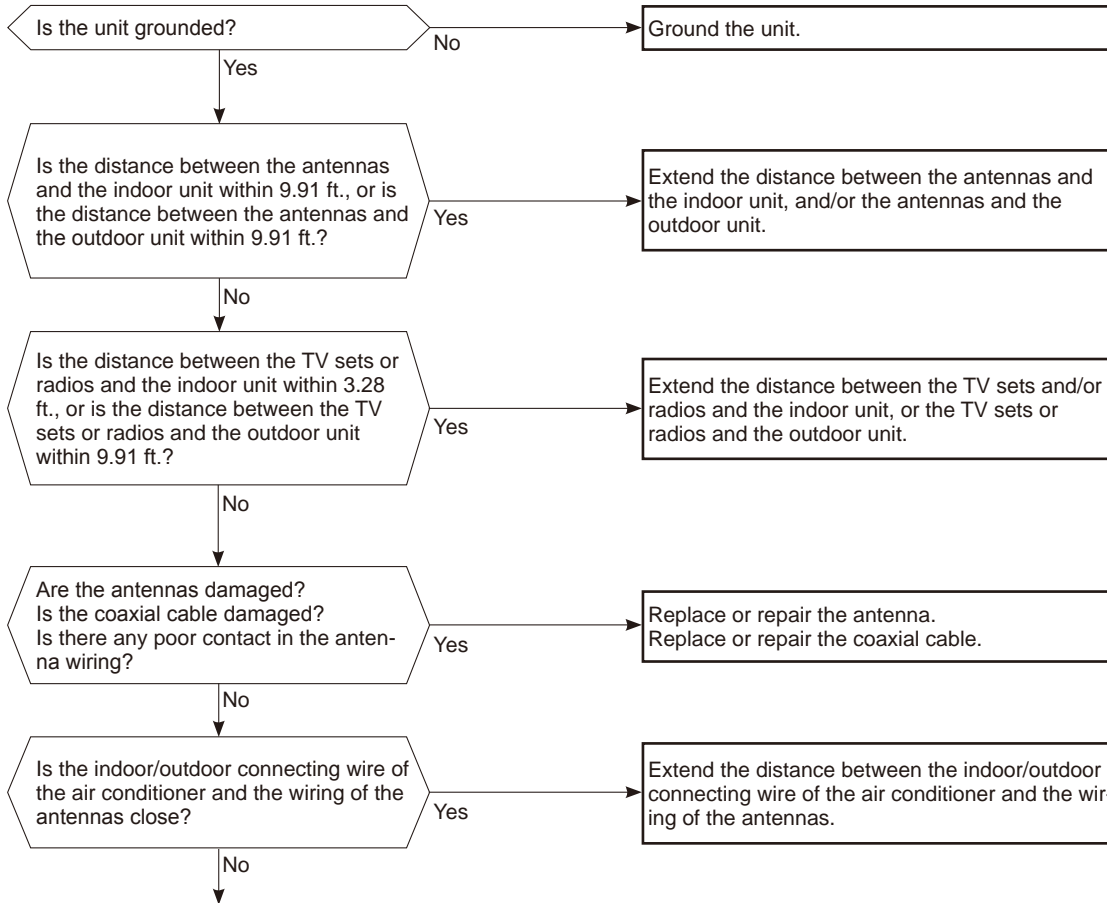 Is the unit grounded?
No
Ground the unit.
Yes
Is the distance between the antennas
and the indoor unit within 9.91 ft., or is
the distance between the antennas and
the outdoor unit within 9.91 ft.?
Yes
Extend the distance between the antennas and
the indoor unit, and/or the antennas and the
outdoor unit.
No
Is the distance between the TV sets or
radios and the indoor unit within 3.28
ft., or is the distance between the TV
sets or radios and the outdoor unit
within 9.91 ft.?
Yes
Extend the distance between the TV sets and/or
radios and the indoor unit, or the TV sets or
radios and the outdoor unit.
No
Are the antennas damaged?
Is the coaxial cable damaged?
Is there any poor contact in the anten-
na wiring?
Yes
Replace or repair the antenna.
Replace or repair the coaxial cable.
No
Is the indoor/outdoor connecting wire of
the air conditioner and the wiring of the
antennas close?
Yes
Extend the distance between the indoor/outdoor
connecting wire of the air conditioner and the wir-
ing of the antennas.
No